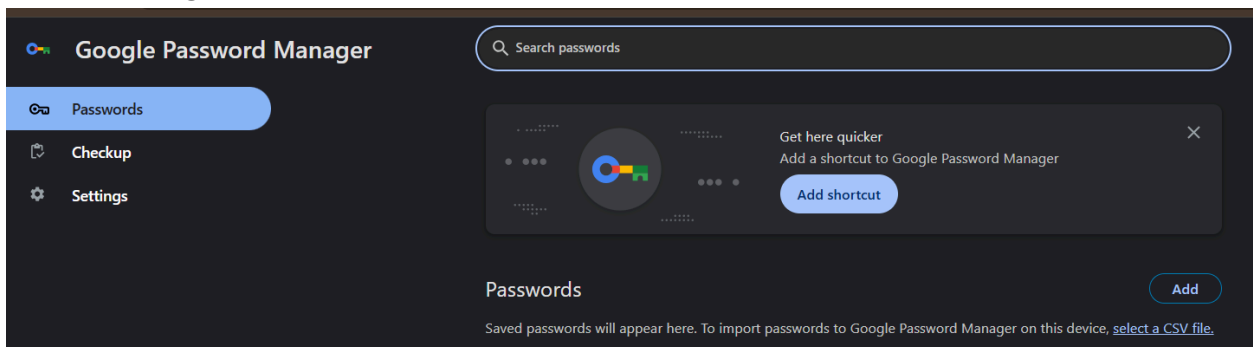 Google Password Manager
Search passwords
Passwords
Checkup
Settings
Get here quicker
Add a shortcut to Google Password Manager
Add shortcut
Passwords
Add
Saved passwords will appear here. To import passwords to Google Password Manager on this device, select a CSV file.